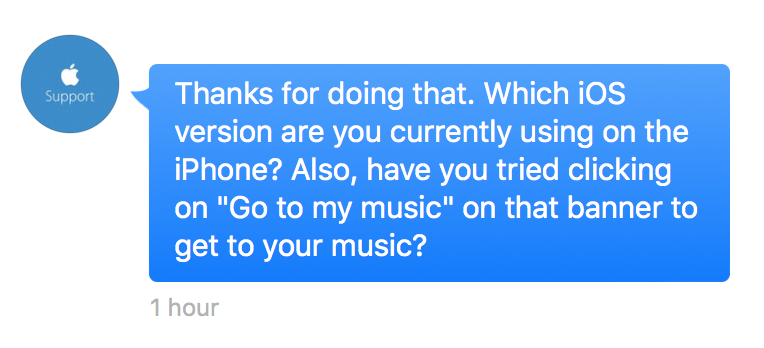 Support
Thanks for doing that. Which iOS
version are you currently using on the
iPhone? Also, have you tried clicking
on "Go to my music" on that banner to
get to your music?
1 hour